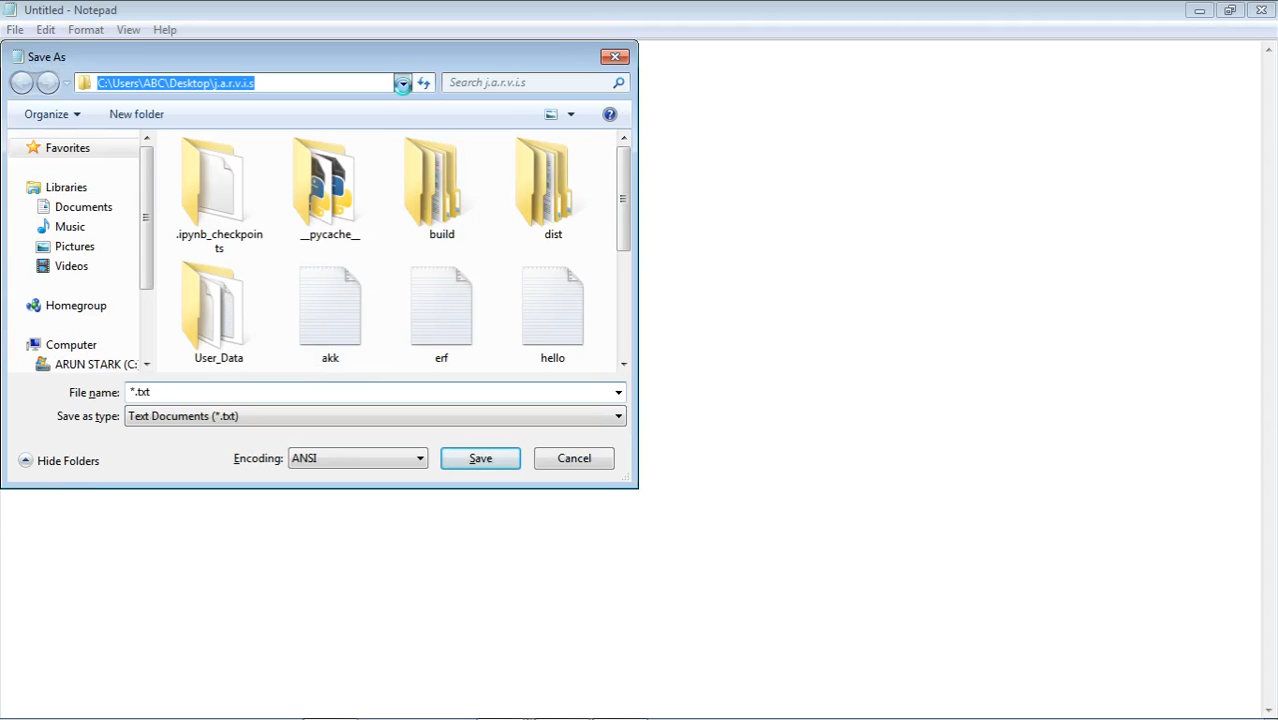 Untitled - Notepad
File Edit Format View Help
Save As
C:\Users\ABC\Desktop\j.a.r.v.i.s
Search j.a.r.v.i.s
Organize New folder
Favorites
Libraries
Documents
Music
Pictures
Videos
Homegroup
Computer
ARUN STARK (C:
.ipynb_checkpoin
ts
__pycache__
build
dist
User_Data
akk
erf
hello
File name: *.txt
Save as type: Text Documents (*.txt)
Hide Folders
Encoding: ANSI
Save
Cancel